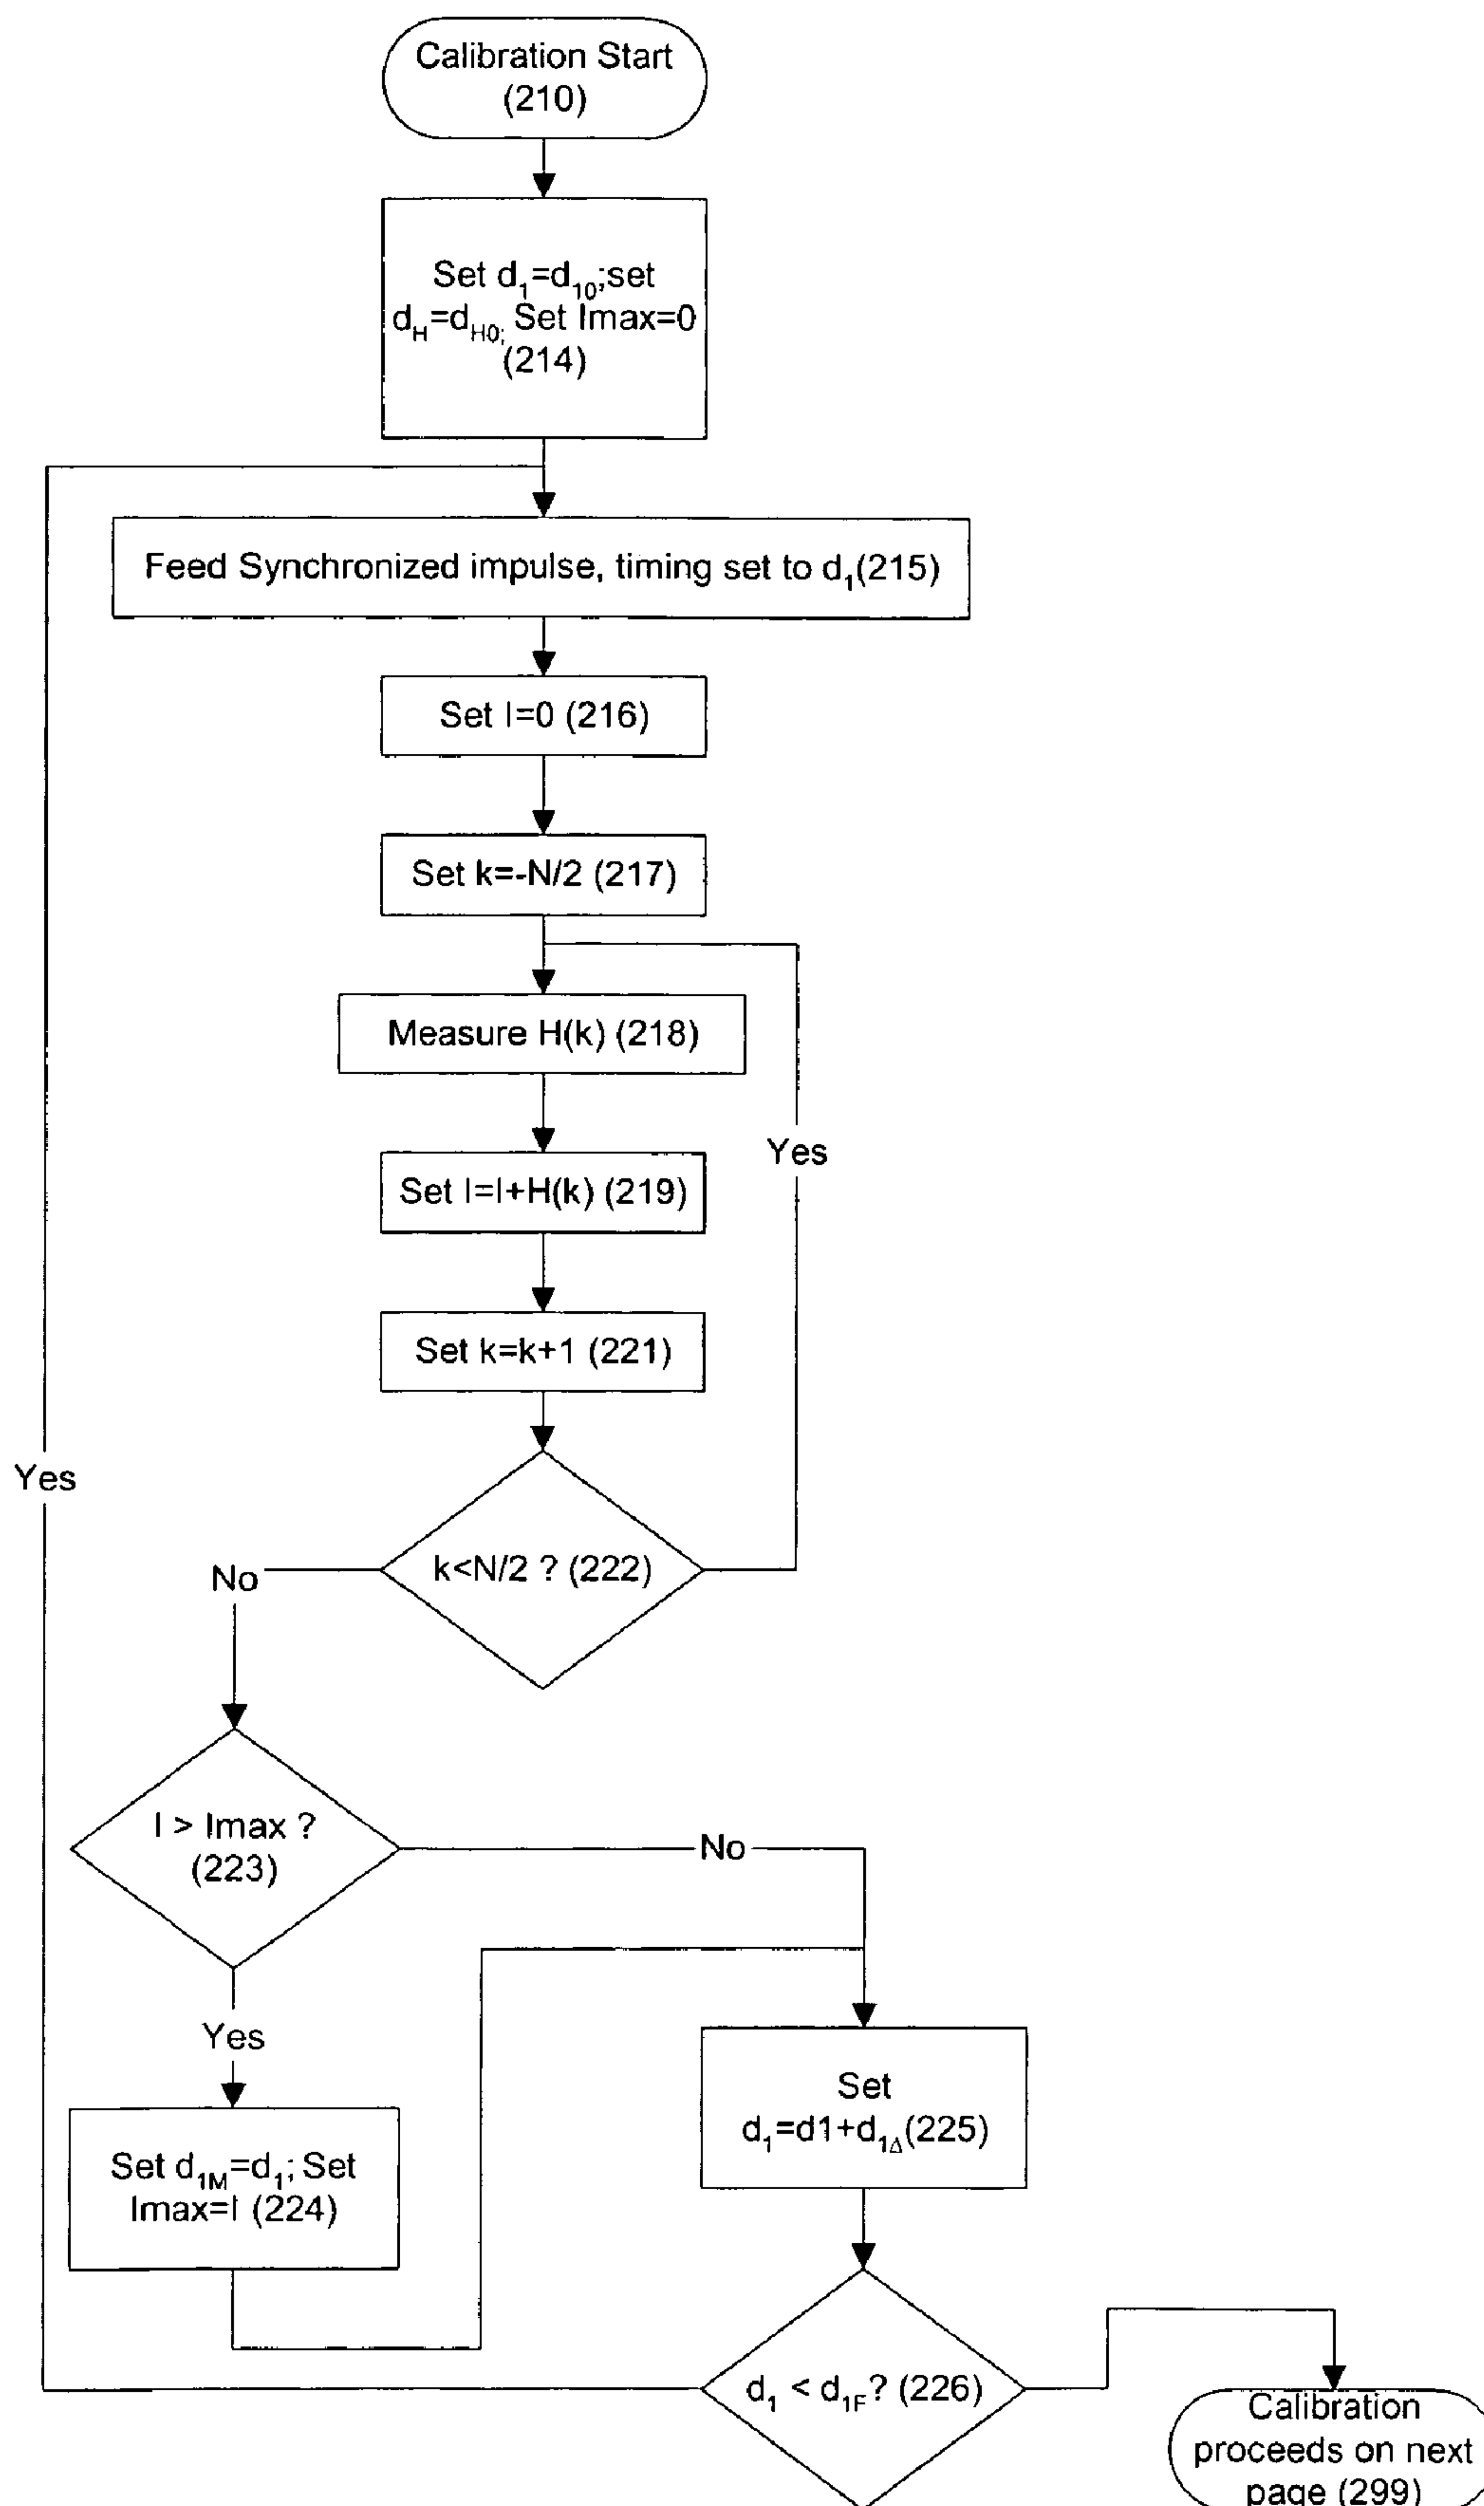 Calibration Start
(210)
Set d₁=d₁₀;set
d_H=d_H0; Set Imax=0
(214)
Feed Synchronized impulse, timing set to d₁(215)
Set I=0 (216)
Set k=-N/2 (217)
Measure H(k) (218)
Yes
Set I=I+H(k) (219)
Set k=k+1 (221)
Yes
k<N/2 ? (222)
No
I > Imax ?
(223)
No
Yes
Set
d₁=d1+d₁Δ(225)
Set d₁M=d₁; Set
Imax=I (224)
d₁ < d₁F? (226)
Calibration
proceeds on next
page (299)